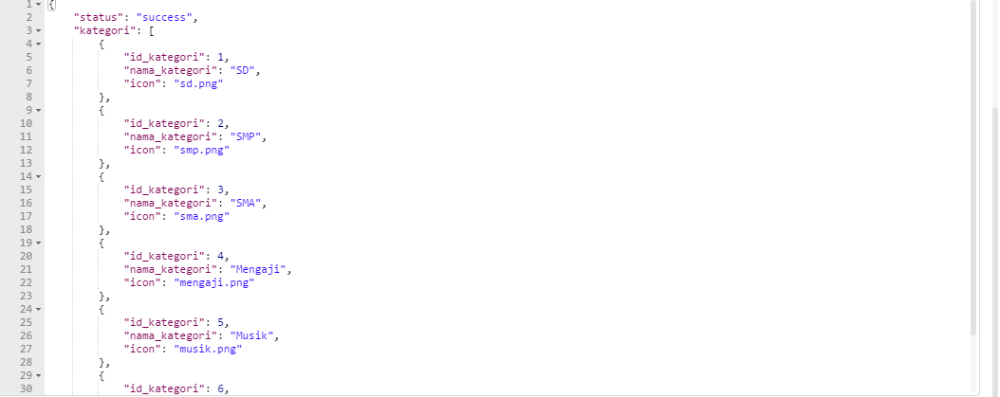 1 {
2 "status": "success",
3 "kategori": [
4 {
5 "id_kategori": 1,
6 "nama_kategori": "SD",
7 "icon": "sd.png"
8 },
9 {
10 "id_kategori": 2,
11 "nama_kategori": "SMP",
12 "icon": "smp.png"
13 },
14 {
15 "id_kategori": 3,
16 "nama_kategori": "SMA",
17 "icon": "sma.png"
18 },
19 {
20 "id_kategori": 4,
21 "nama_kategori": "Mengaji",
22 "icon": "mengaji.png"
23 },
24 {
25 "id_kategori": 5,
26 "nama_kategori": "Musik",
27 "icon": "musik.png"
28 },
29 {
30 "id_kategori": 6,